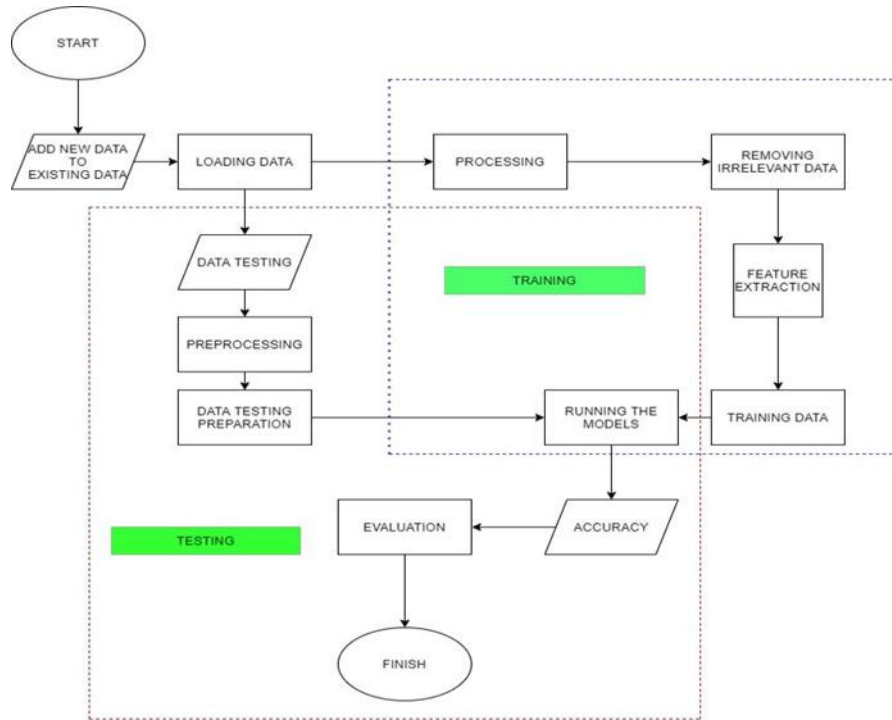 START
ADD NEW DATA
TO
EXISTING DATA
LOADING DATA
PROCESSING
REMOVING
IRRELEVANT DATA
DATA TESTING
TRAINING
FEATURE
EXTRACTION
PREPROCESSING
DATA TESTING
PREPARATION
RUNNING THE
MODELS
TRAINING DATA
EVALUATION
ACCURACY
TESTING
FINISH